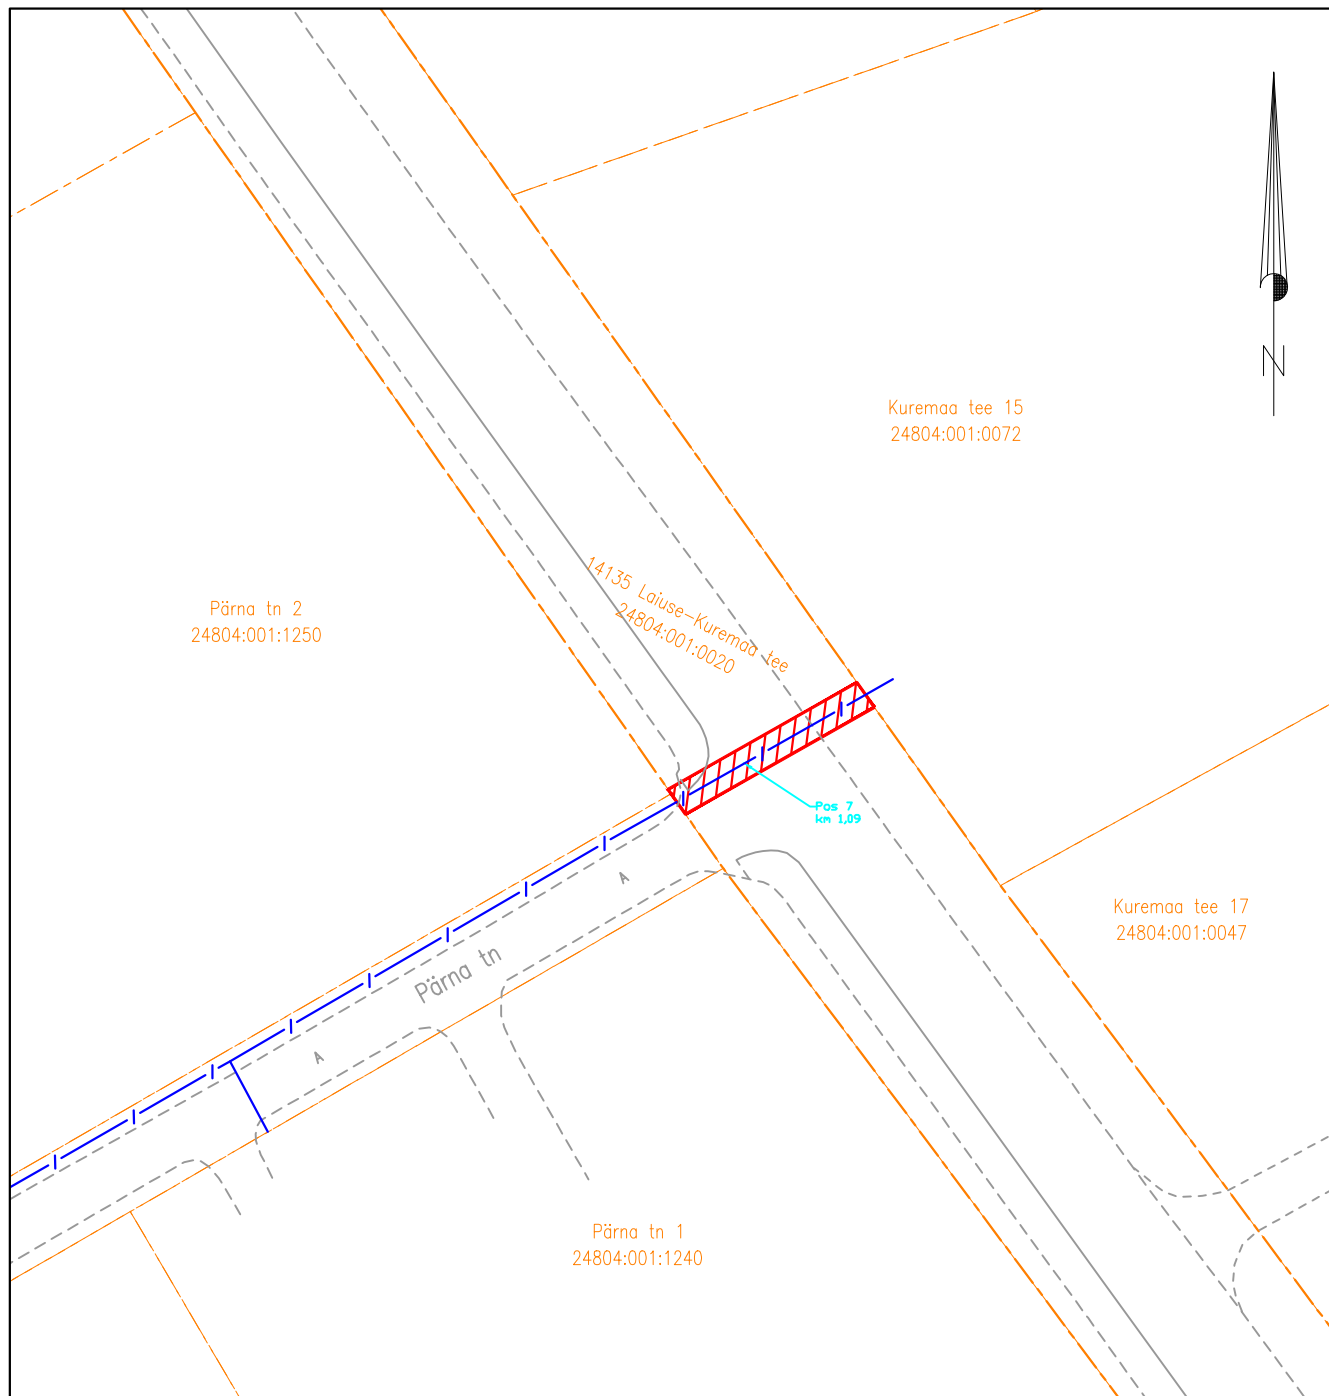 N
Kuremaa tee 15
24804:001:0072
14135 Laiuse-Kuremaa tee
24804:001:0020
Pärna tn 2
24804:001:1250
Pos 7
km 1,09
A
Kuremaa tee 17
24804:001:0047
Pärna tn
A
Pärna tn 1
24804:001:1240